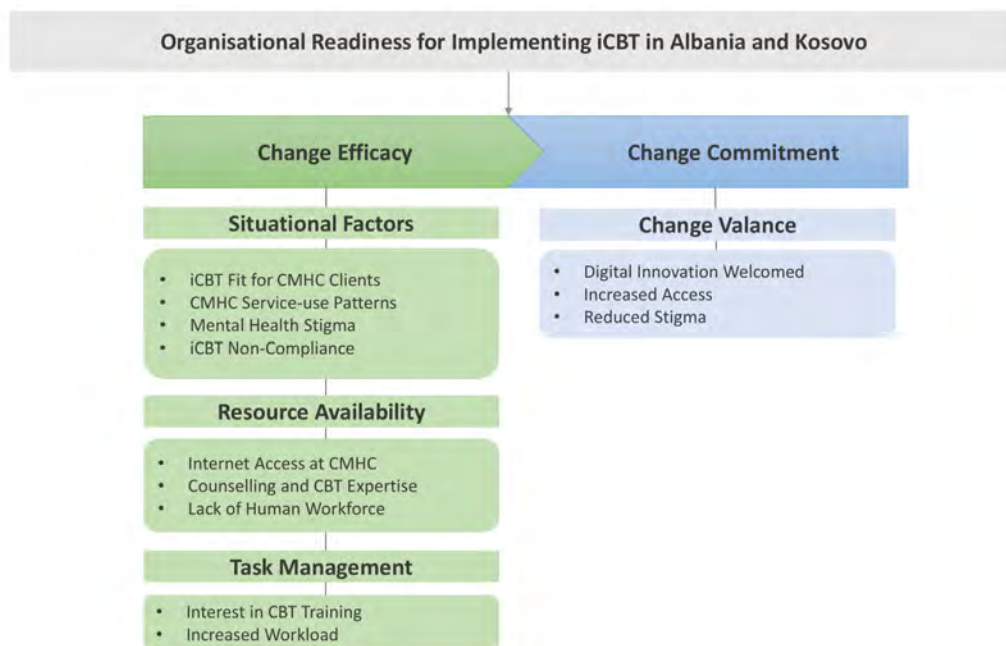 Organisational Readiness for Implementing iCBT in Albania and Kosovo
Change Efficacy
Change Commitment
Situational Factors
• iCBT Fit for CMHC Clients
• CMHC Service-use Patterns
• Mental Health Stigma
• iCBT Non-Compliance
Resource Availability
• Internet Access at CMHC
• Counselling and CBT Expertise
• Lack of Human Workforce
Task Management
• Interest in CBT Training
• Increased Workload
Change Valance
• Digital Innovation Welcomed
• Increased Access
• Reduced Stigma